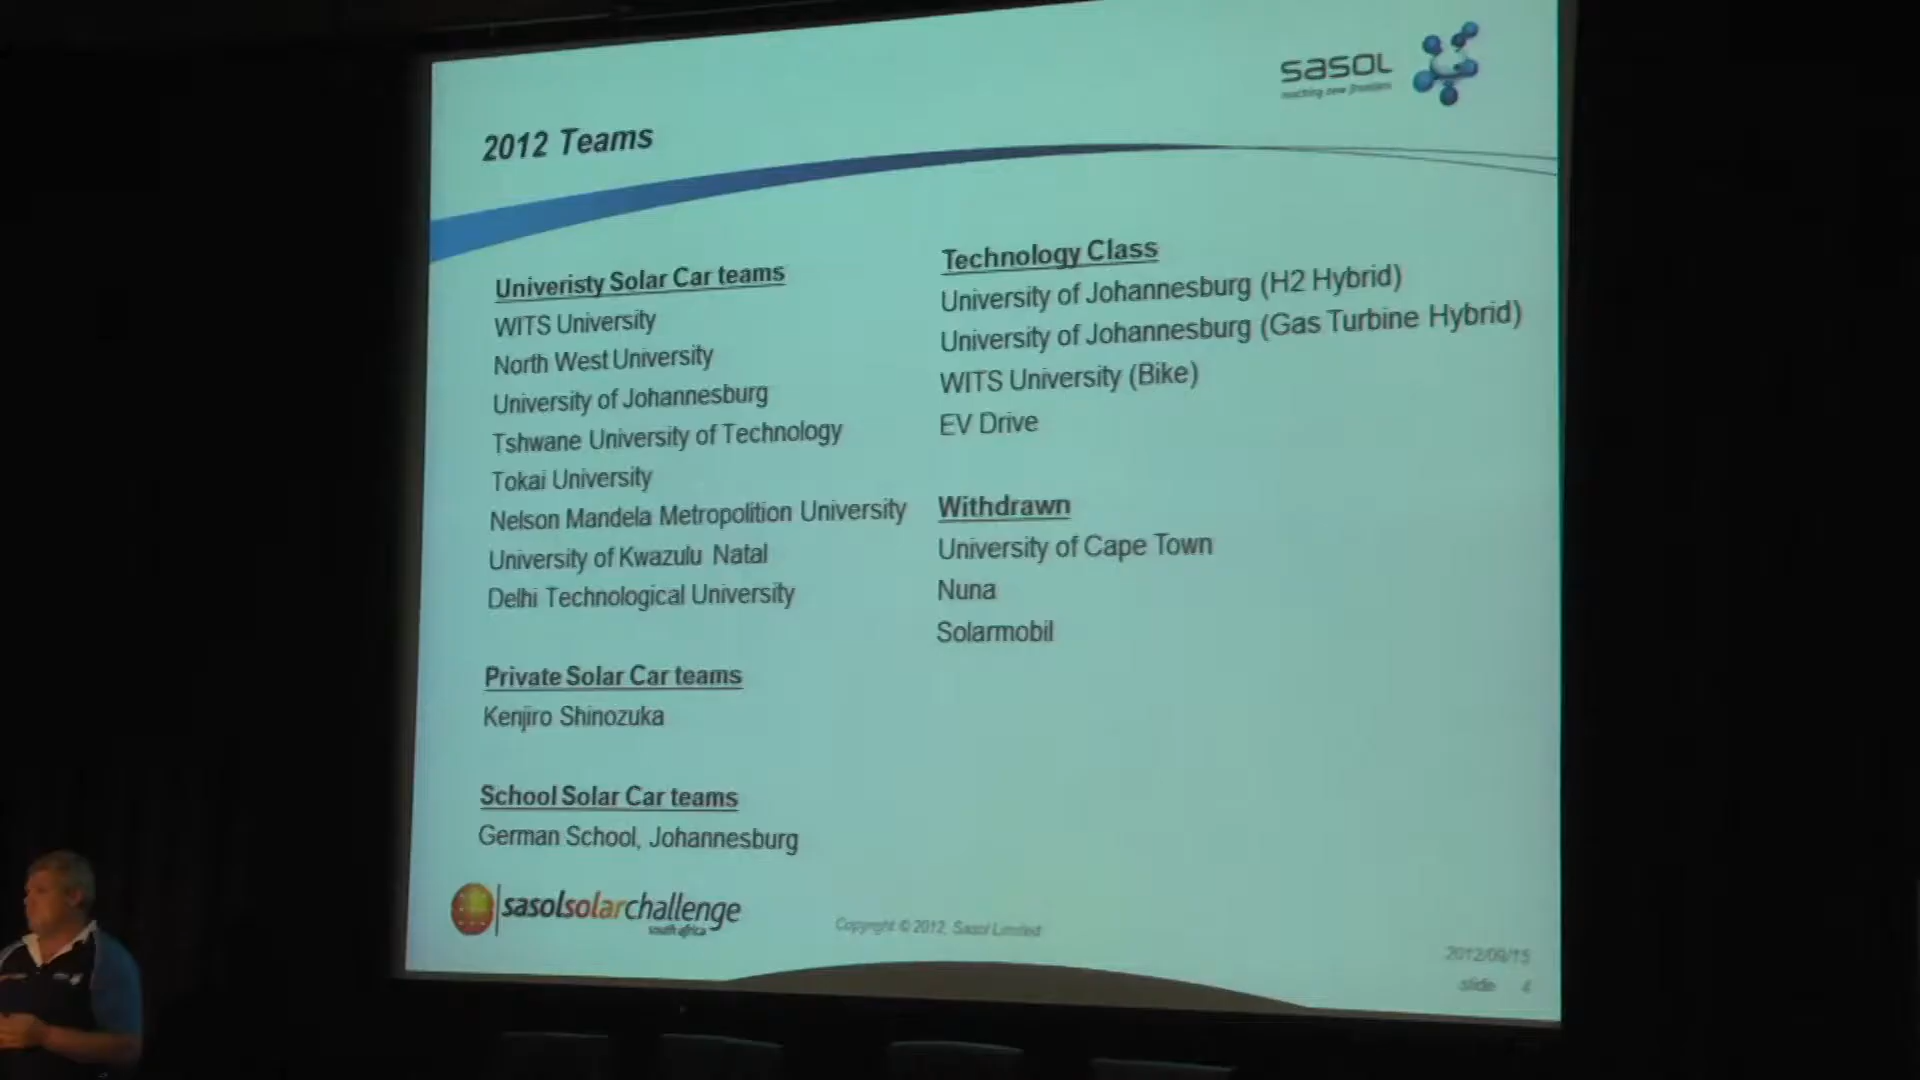 sasol
reaching new frontiers
2012 Teams
Univeristy Solar Car teams
WITS University
North West University
University of Johannesburg
Tshwane University of Technology
Tokai University
Nelson Mandela Metropolition University
University of Kwazulu Natal
Delhi Technological University
Private Solar Car teams
Kenjiro Shinozuka
School Solar Car teams
German School, Johannesburg
Technology Class
University of Johannesburg (H2 Hybrid)
University of Johannesburg (Gas Turbine Hybrid)
WITS University (Bike)
EV Drive
Withdrawn
University of Cape Town
Nuna
Solarmobil
sasolsolarchallenge
south africa
Copyright © 2012, Sasol Limited
2012/09/15
slide 4